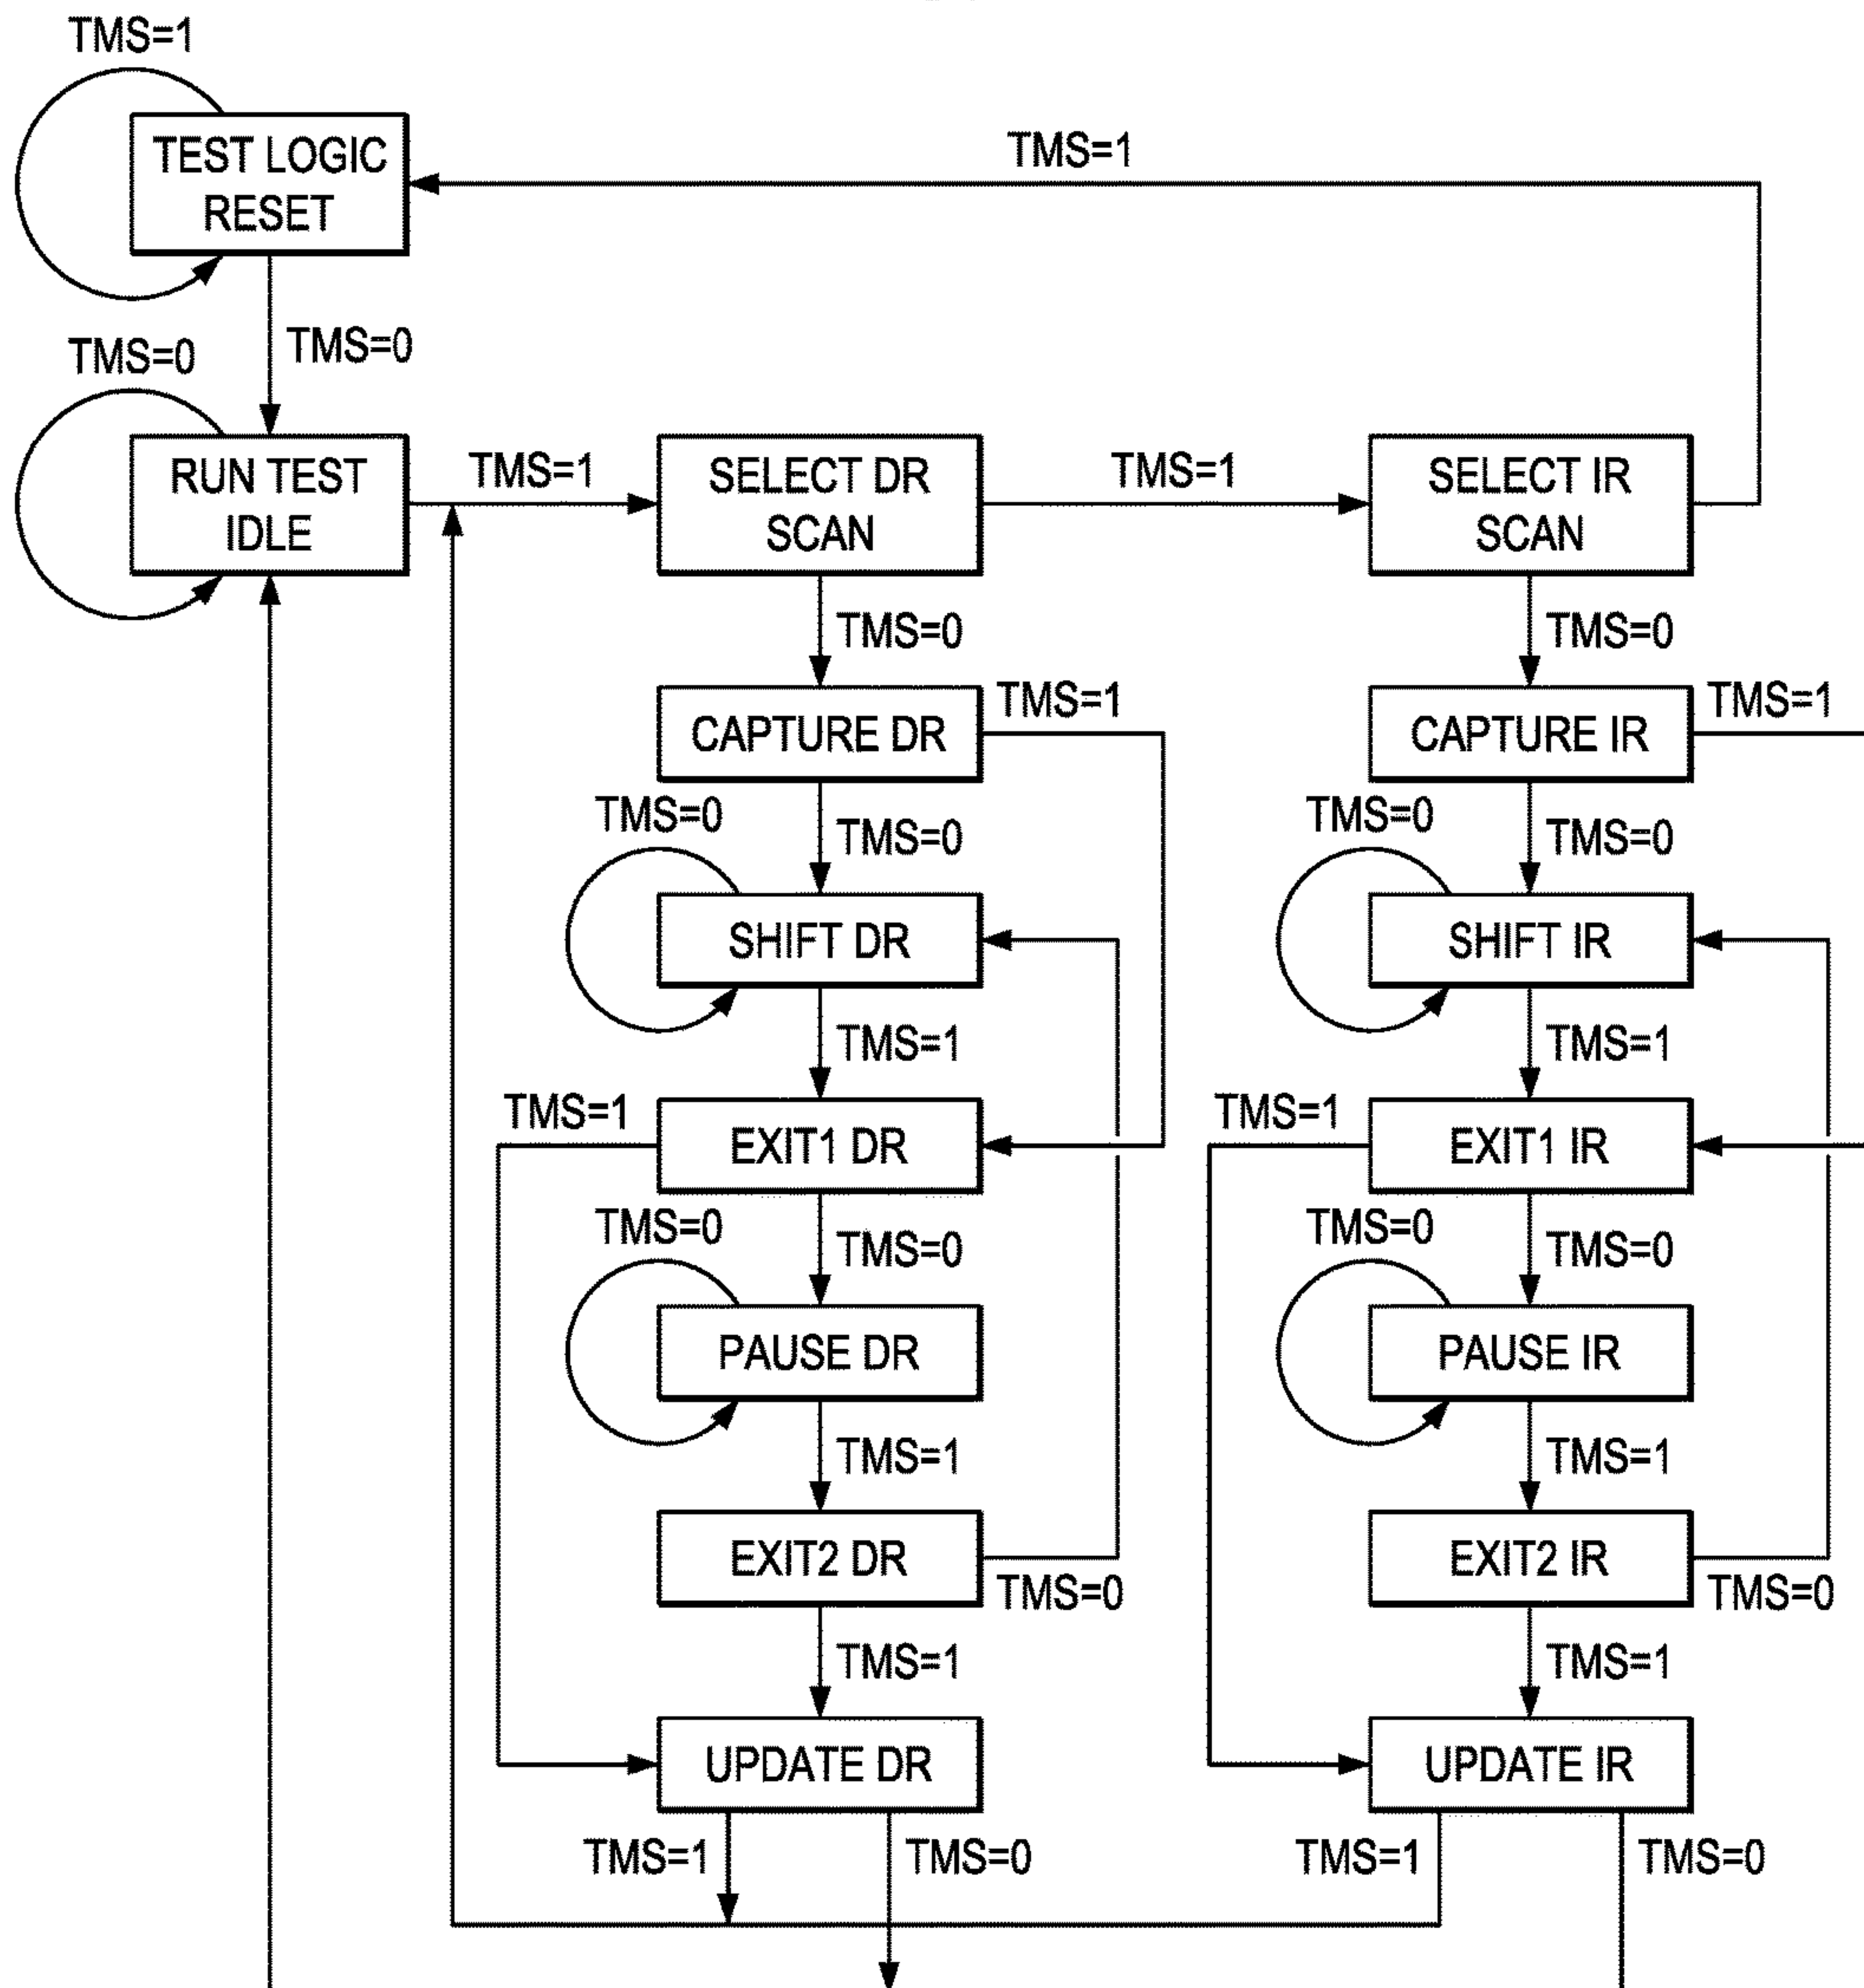 TMS=1
TEST LOGIC
RESET
TMS=1
TMS=0
TMS=0
RUN TEST
IDLE
TMS=1
SELECT DR
SCAN
TMS=1
SELECT IR
SCAN
TMS=0
TMS=0
CAPTURE DR
TMS=1
CAPTURE IR
TMS=1
TMS=0
TMS=0
TMS=0
TMS=0
SHIFT DR
SHIFT IR
TMS=1
TMS=1
TMS=1
EXIT1 DR
TMS=1
EXIT1 IR
TMS=0
TMS=0
TMS=0
TMS=0
PAUSE DR
PAUSE IR
TMS=1
TMS=1
EXIT2 DR
TMS=0
EXIT2 IR
TMS=0
TMS=1
TMS=1
UPDATE DR
UPDATE IR
TMS=1
TMS=0
TMS=1
TMS=0